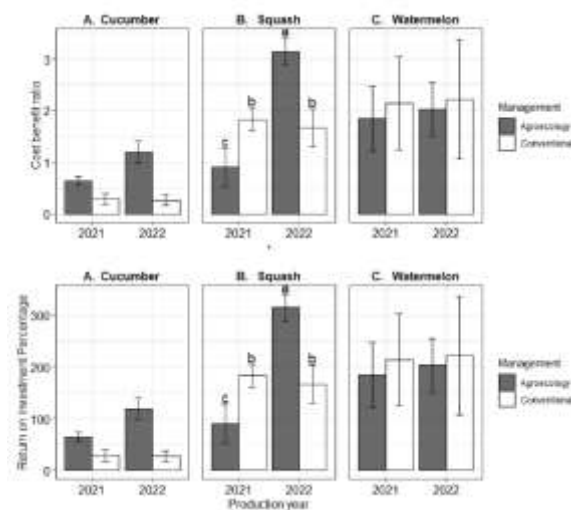 A. Cucumber
B. Squash
C. Watermelon
Cost benefit ratio
3
2
1
0
a
b
b
c
2021
2022
2021
2022
2021
2022
Management
Agroecology
Conventional
A. Cucumber
B. Squash
C. Watermelon
Return on Investment Percentage
300
200
100
0
a
b
b
c
2021
2022
2021
2022
2021
2022
Production year
Management
Agroecology
Conventional